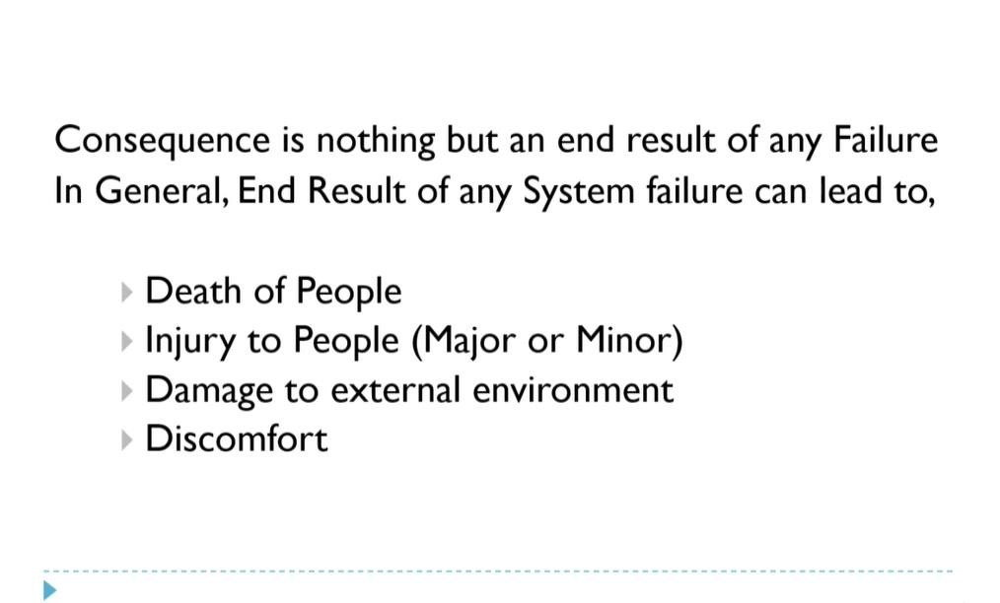 Consequence is nothing but an end result of any Failure
In General, End Result of any System failure can lead to,
Death of People
Injury to People (Major or Minor)
Damage to external environment
Discomfort